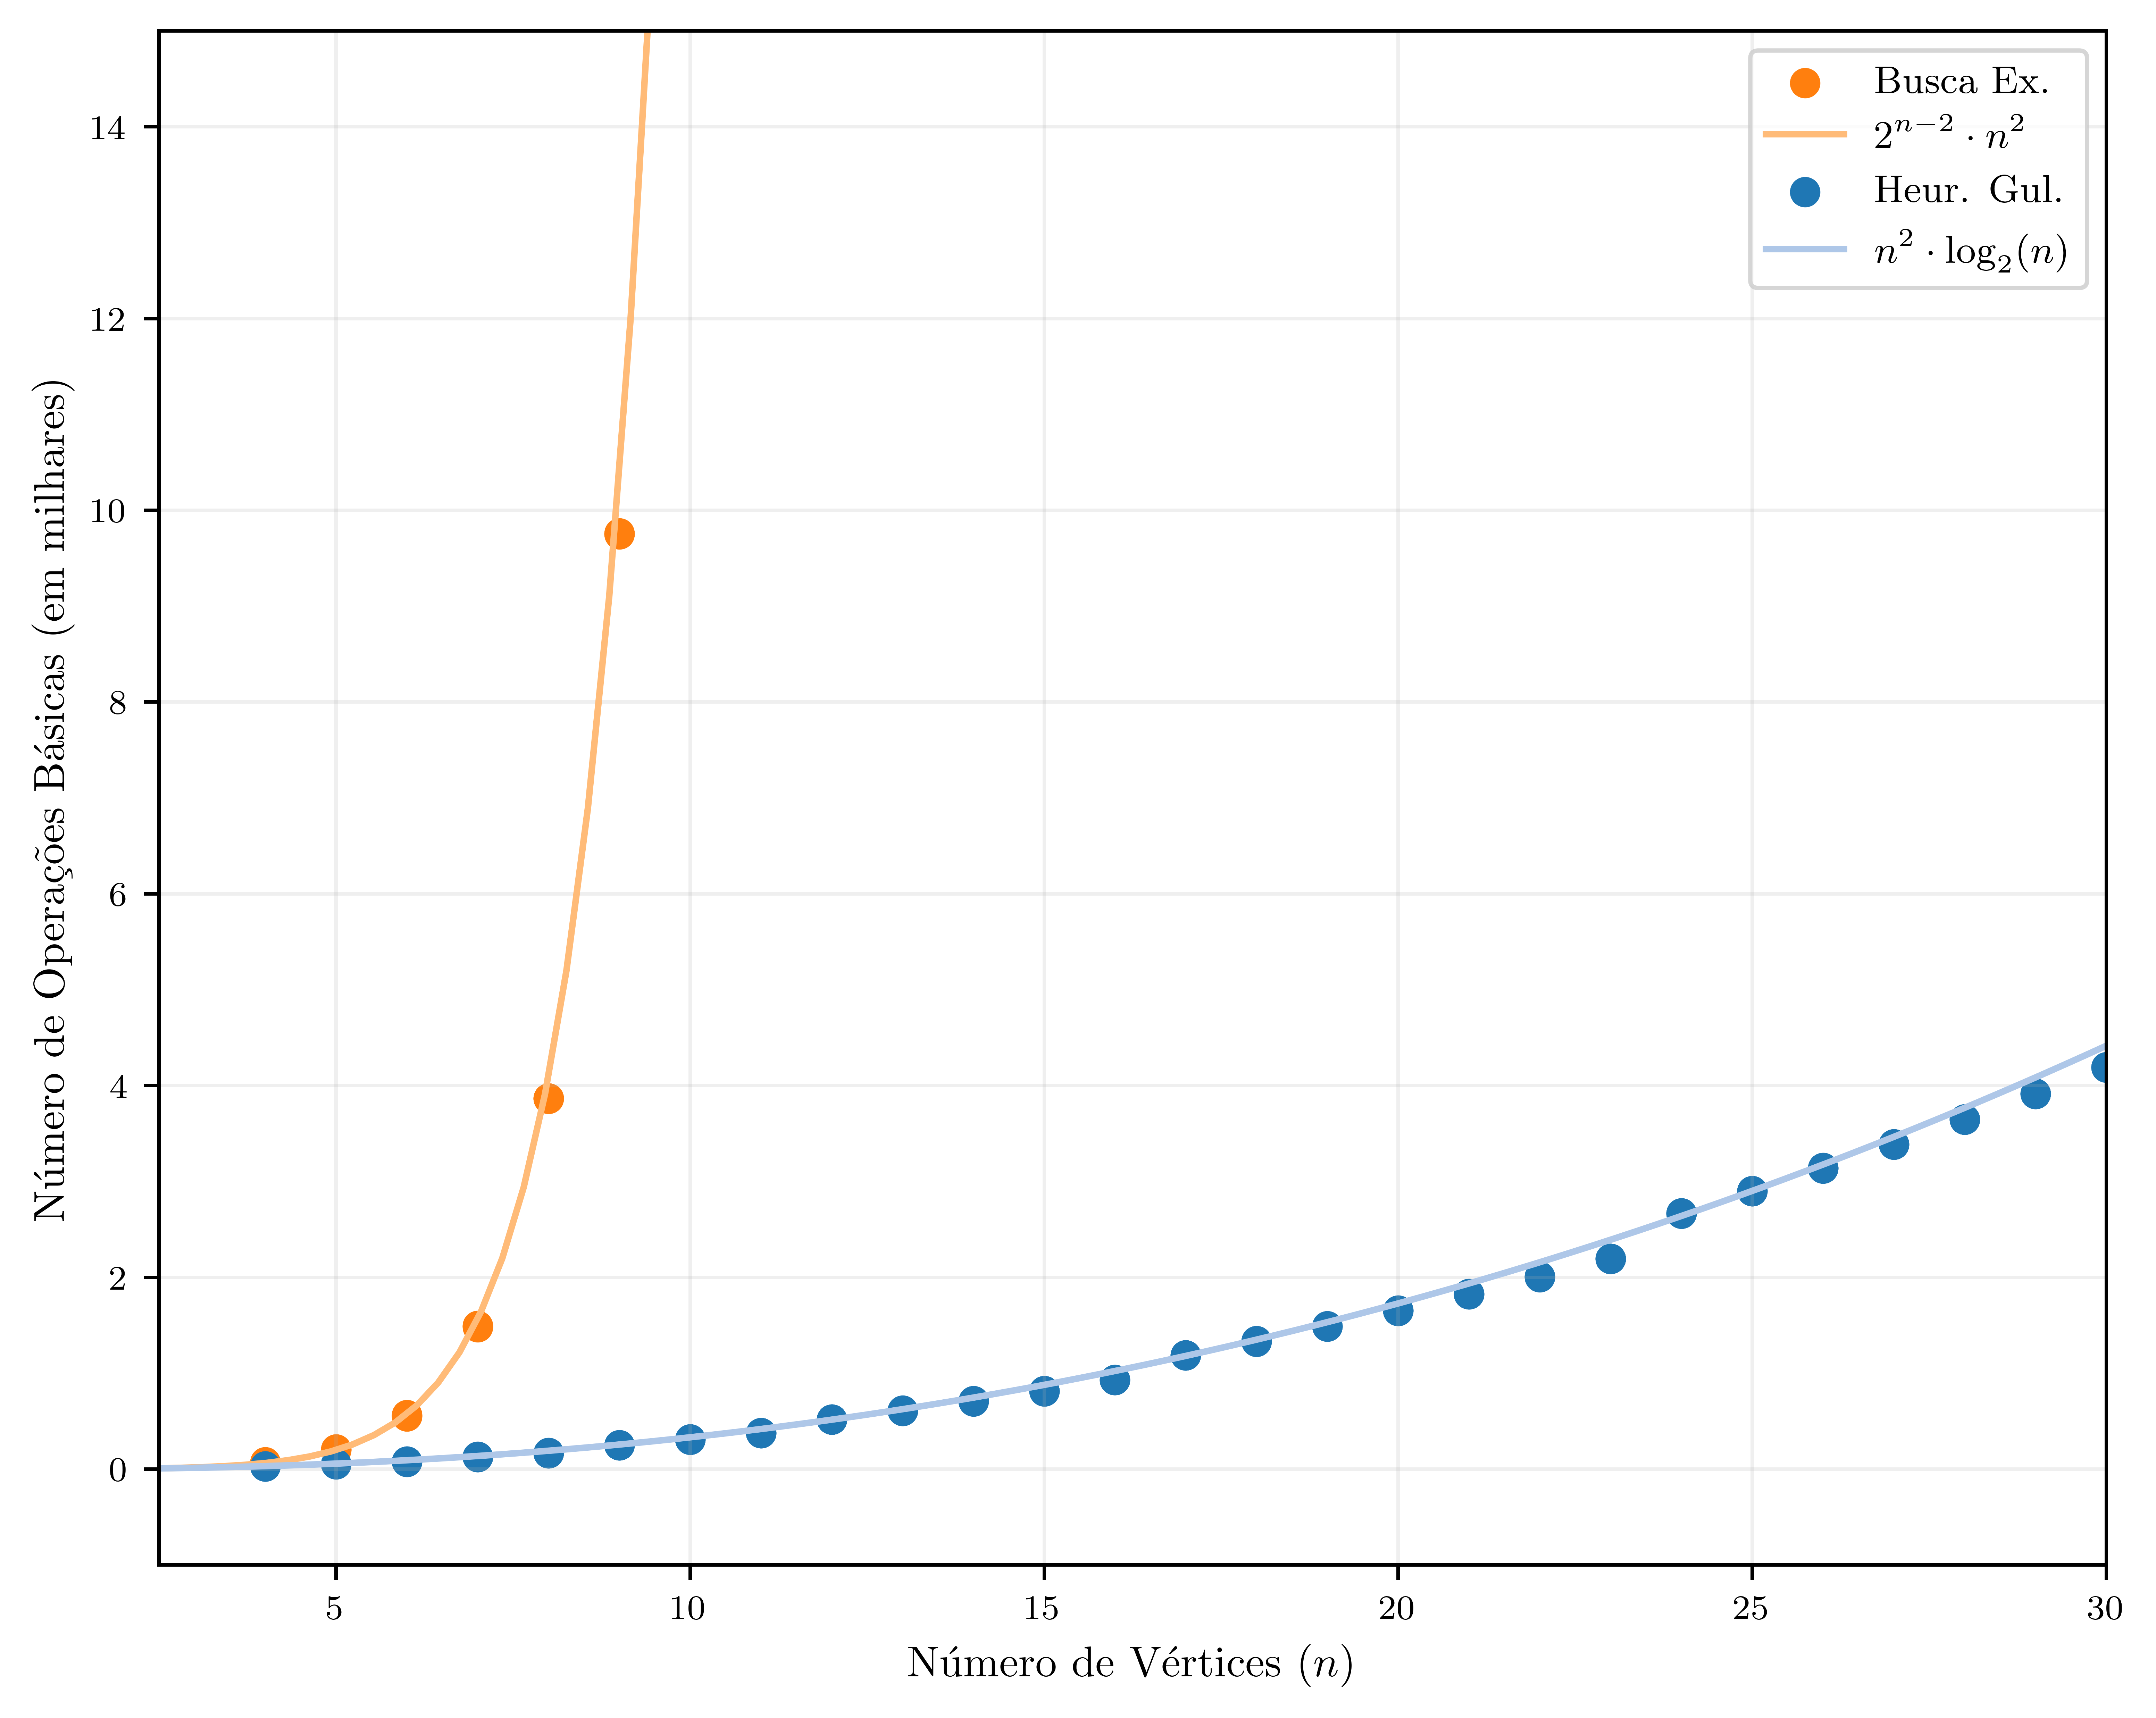 Número de Operações Básicas (em milhares)
14
12
10
8
6
4
2
0
5 10 15 20 25 30
Número de Vértices (n)
Busca Ex.
2^{n−2} · n^2
Heur. Gul.
n^2 · log_2(n)